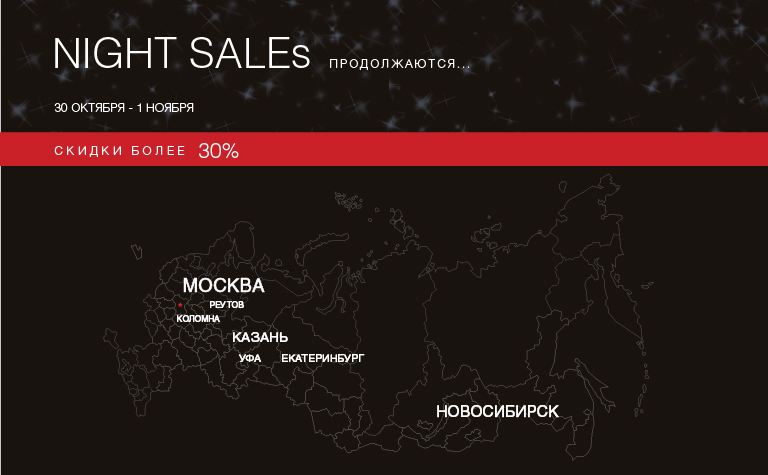 NIGHT SALEs ПРОДОЛЖАЮТСЯ...
30 ОКТЯБРЯ - 1 НОЯБРЯ
СКИДКИ БОЛЕЕ 30%
МОСКВА
РЕУТОВ
КОЛОМНА
КАЗАНЬ
УФА ЕКАТЕРИНБУРГ
НОВОСИБИРСК